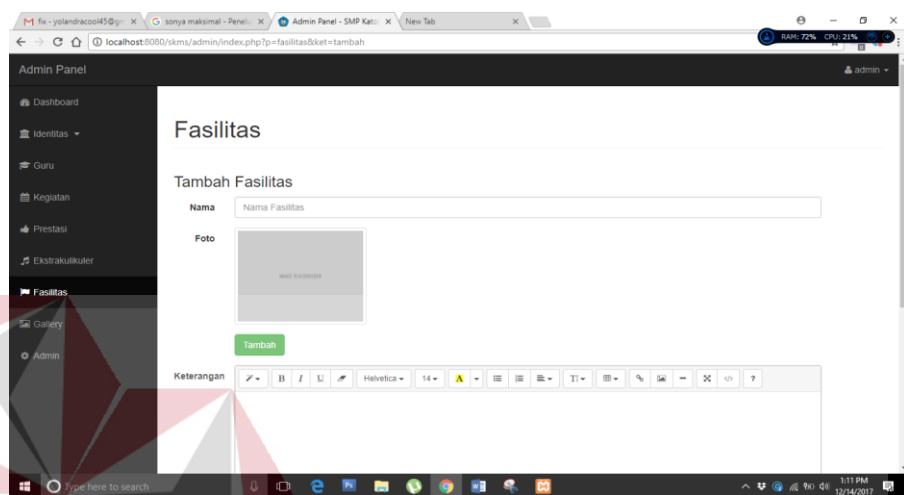 fix - yolandracool45@gm
sonya maksimal - Penelu
Admin Panel - SMP Kato
New Tab
localhost:8080/skms/admin/index.php?p=fasilitas&ket=tambah
RAM: 72% CPU: 21%
Admin Panel
admin
Dashboard
Identitas
Guru
Kegiatan
Prestasi
Ekstrakulikuler
Fasilitas
Gallery
Admin
Fasilitas
Tambah Fasilitas
Nama
Nama Fasilitas
Foto
Tambah
Keterangan
B I U Helvetica 14 A T </> ?
Type here to search
1:11 PM
12/14/2017